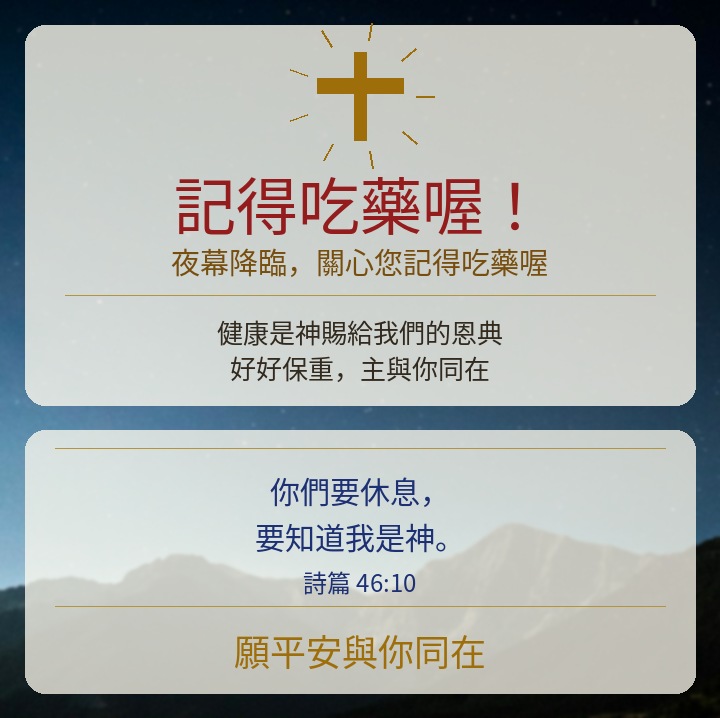 記得吃藥喔！
夜幕降臨，關心您記得吃藥喔
健康是神賜給我們的恩典
好好保重，主與你同在
你們要休息，
要知道我是神。
詩篇 46:10
願平安與你同在